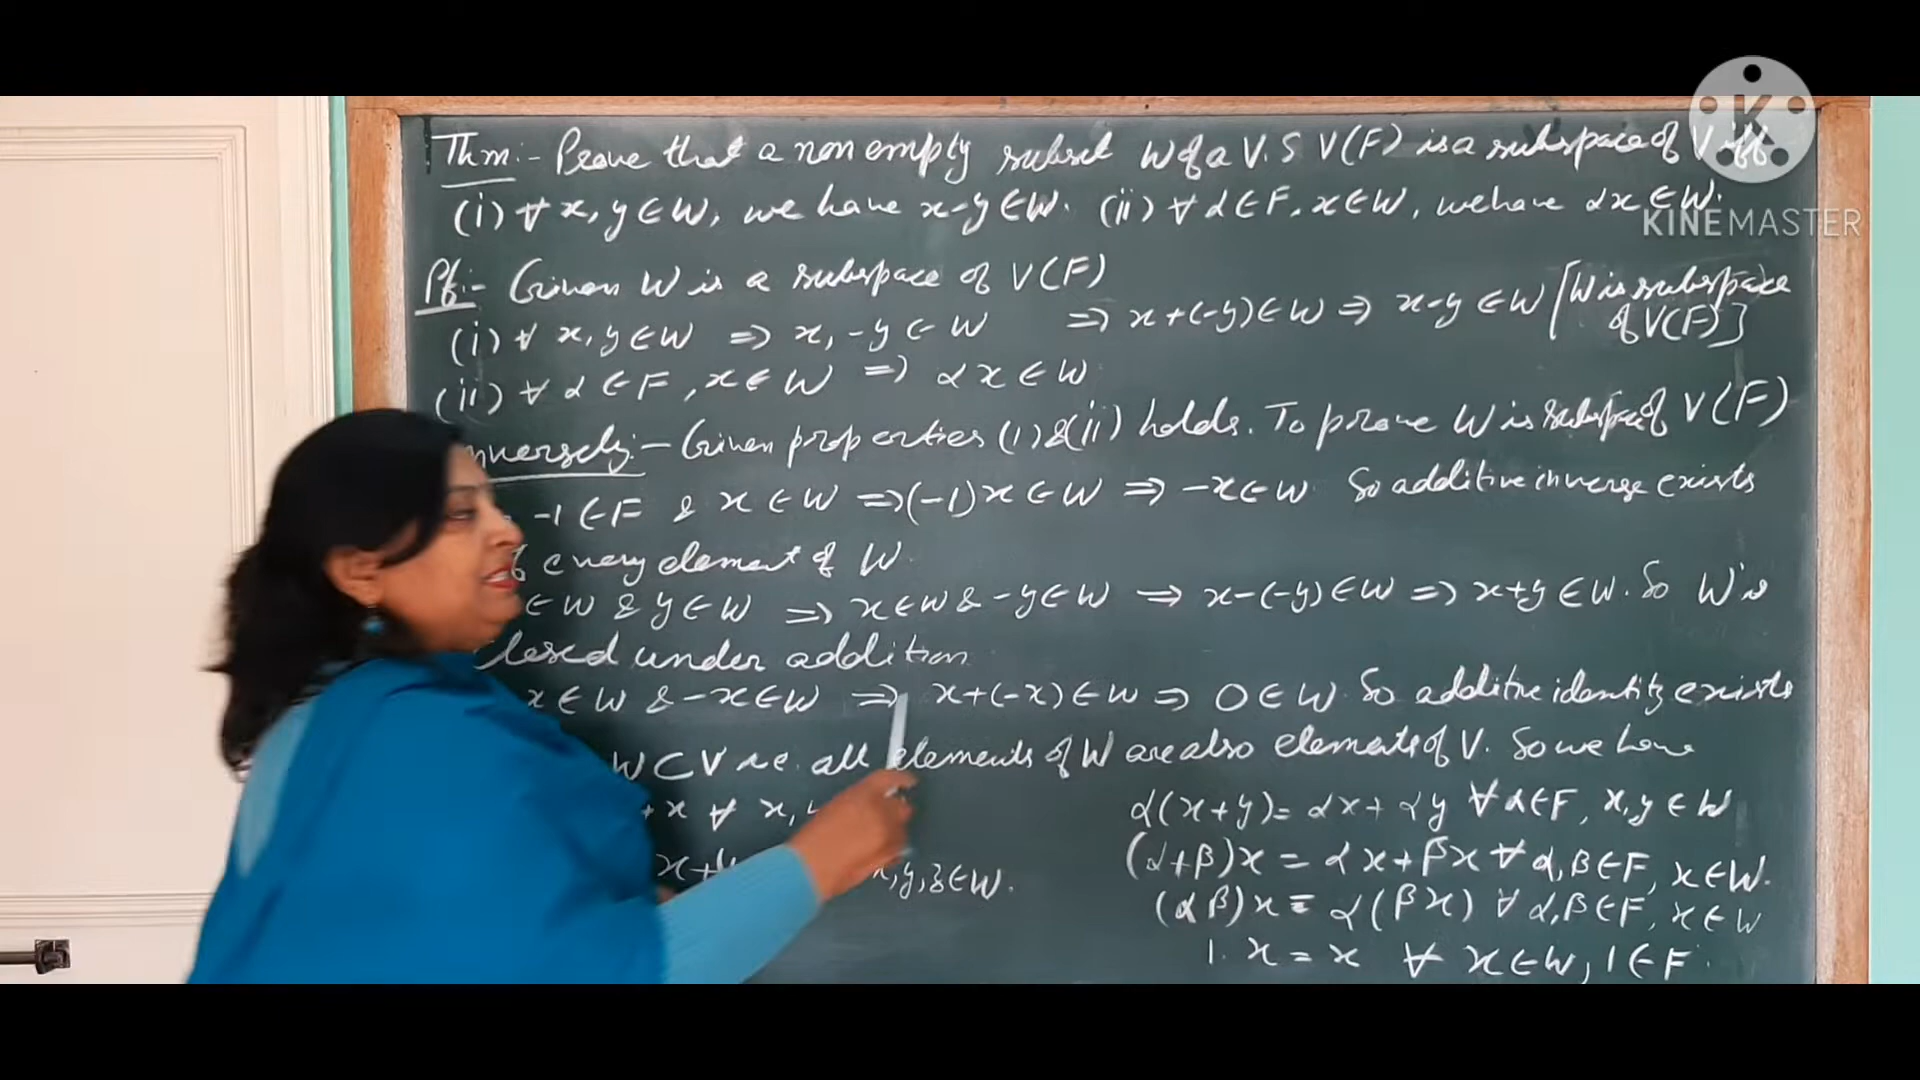 Thm:- Prove that a non empty subset W of a V.S V(F) is a subspace of V iff
(i) ∀ x, y ∈ W, we have x-y ∈ W. (ii) ∀ α ∈ F, x ∈ W, we have αx ∈ W.
KINEMASTER
Pf:- Given W is a subspace of V(F)
(i) ∀ x, y ∈ W ⇒ x, -y ∈ W ⇒ x+(-y) ∈ W ⇒ x-y ∈ W [W is subspace of V(F)]
(ii) ∀ α ∈ F, x ∈ W ⇒ αx ∈ W
nversely:- Given properties (i) & (ii) holds. To prove W is subspace of V(F)
-1 ∈ F & x ∈ W ⇒ (-1)x ∈ W ⇒ -x ∈ W. So additive inverse exists
f every element of W.
∈ W & y ∈ W ⇒ x ∈ W & -y ∈ W ⇒ x-(-y) ∈ W ⇒ x+y ∈ W. So W is
losed under addition
x ∈ W & -x ∈ W ⇒ x+(-x) ∈ W ⇒ 0 ∈ W. So additive identity exists
W ⊂ V i.e. all elements of W are also elements of V. So we have
+x ∀ x,
x+(y
x, y, z ∈ W.
α(x+y) = αx + αy ∀ α ∈ F, x, y ∈ W
(α+β)x = αx+βx ∀ α, β ∈ F, x ∈ W.
(αβ)x = α(βx) ∀ α, β ∈ F, x ∈ W
1. x = x ∀ x ∈ W, 1 ∈ F.